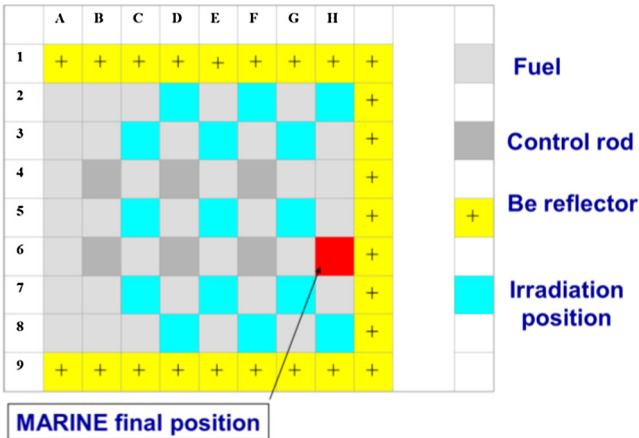 A B C D E F G H
1 + + + + + + + + +
2 +
3 +
4 +
5 +
6 +
7 +
8 +
9 + + + + + + + + +
Fuel
Control rod
+ Be reflector
Irradiation
position
MARINE final position